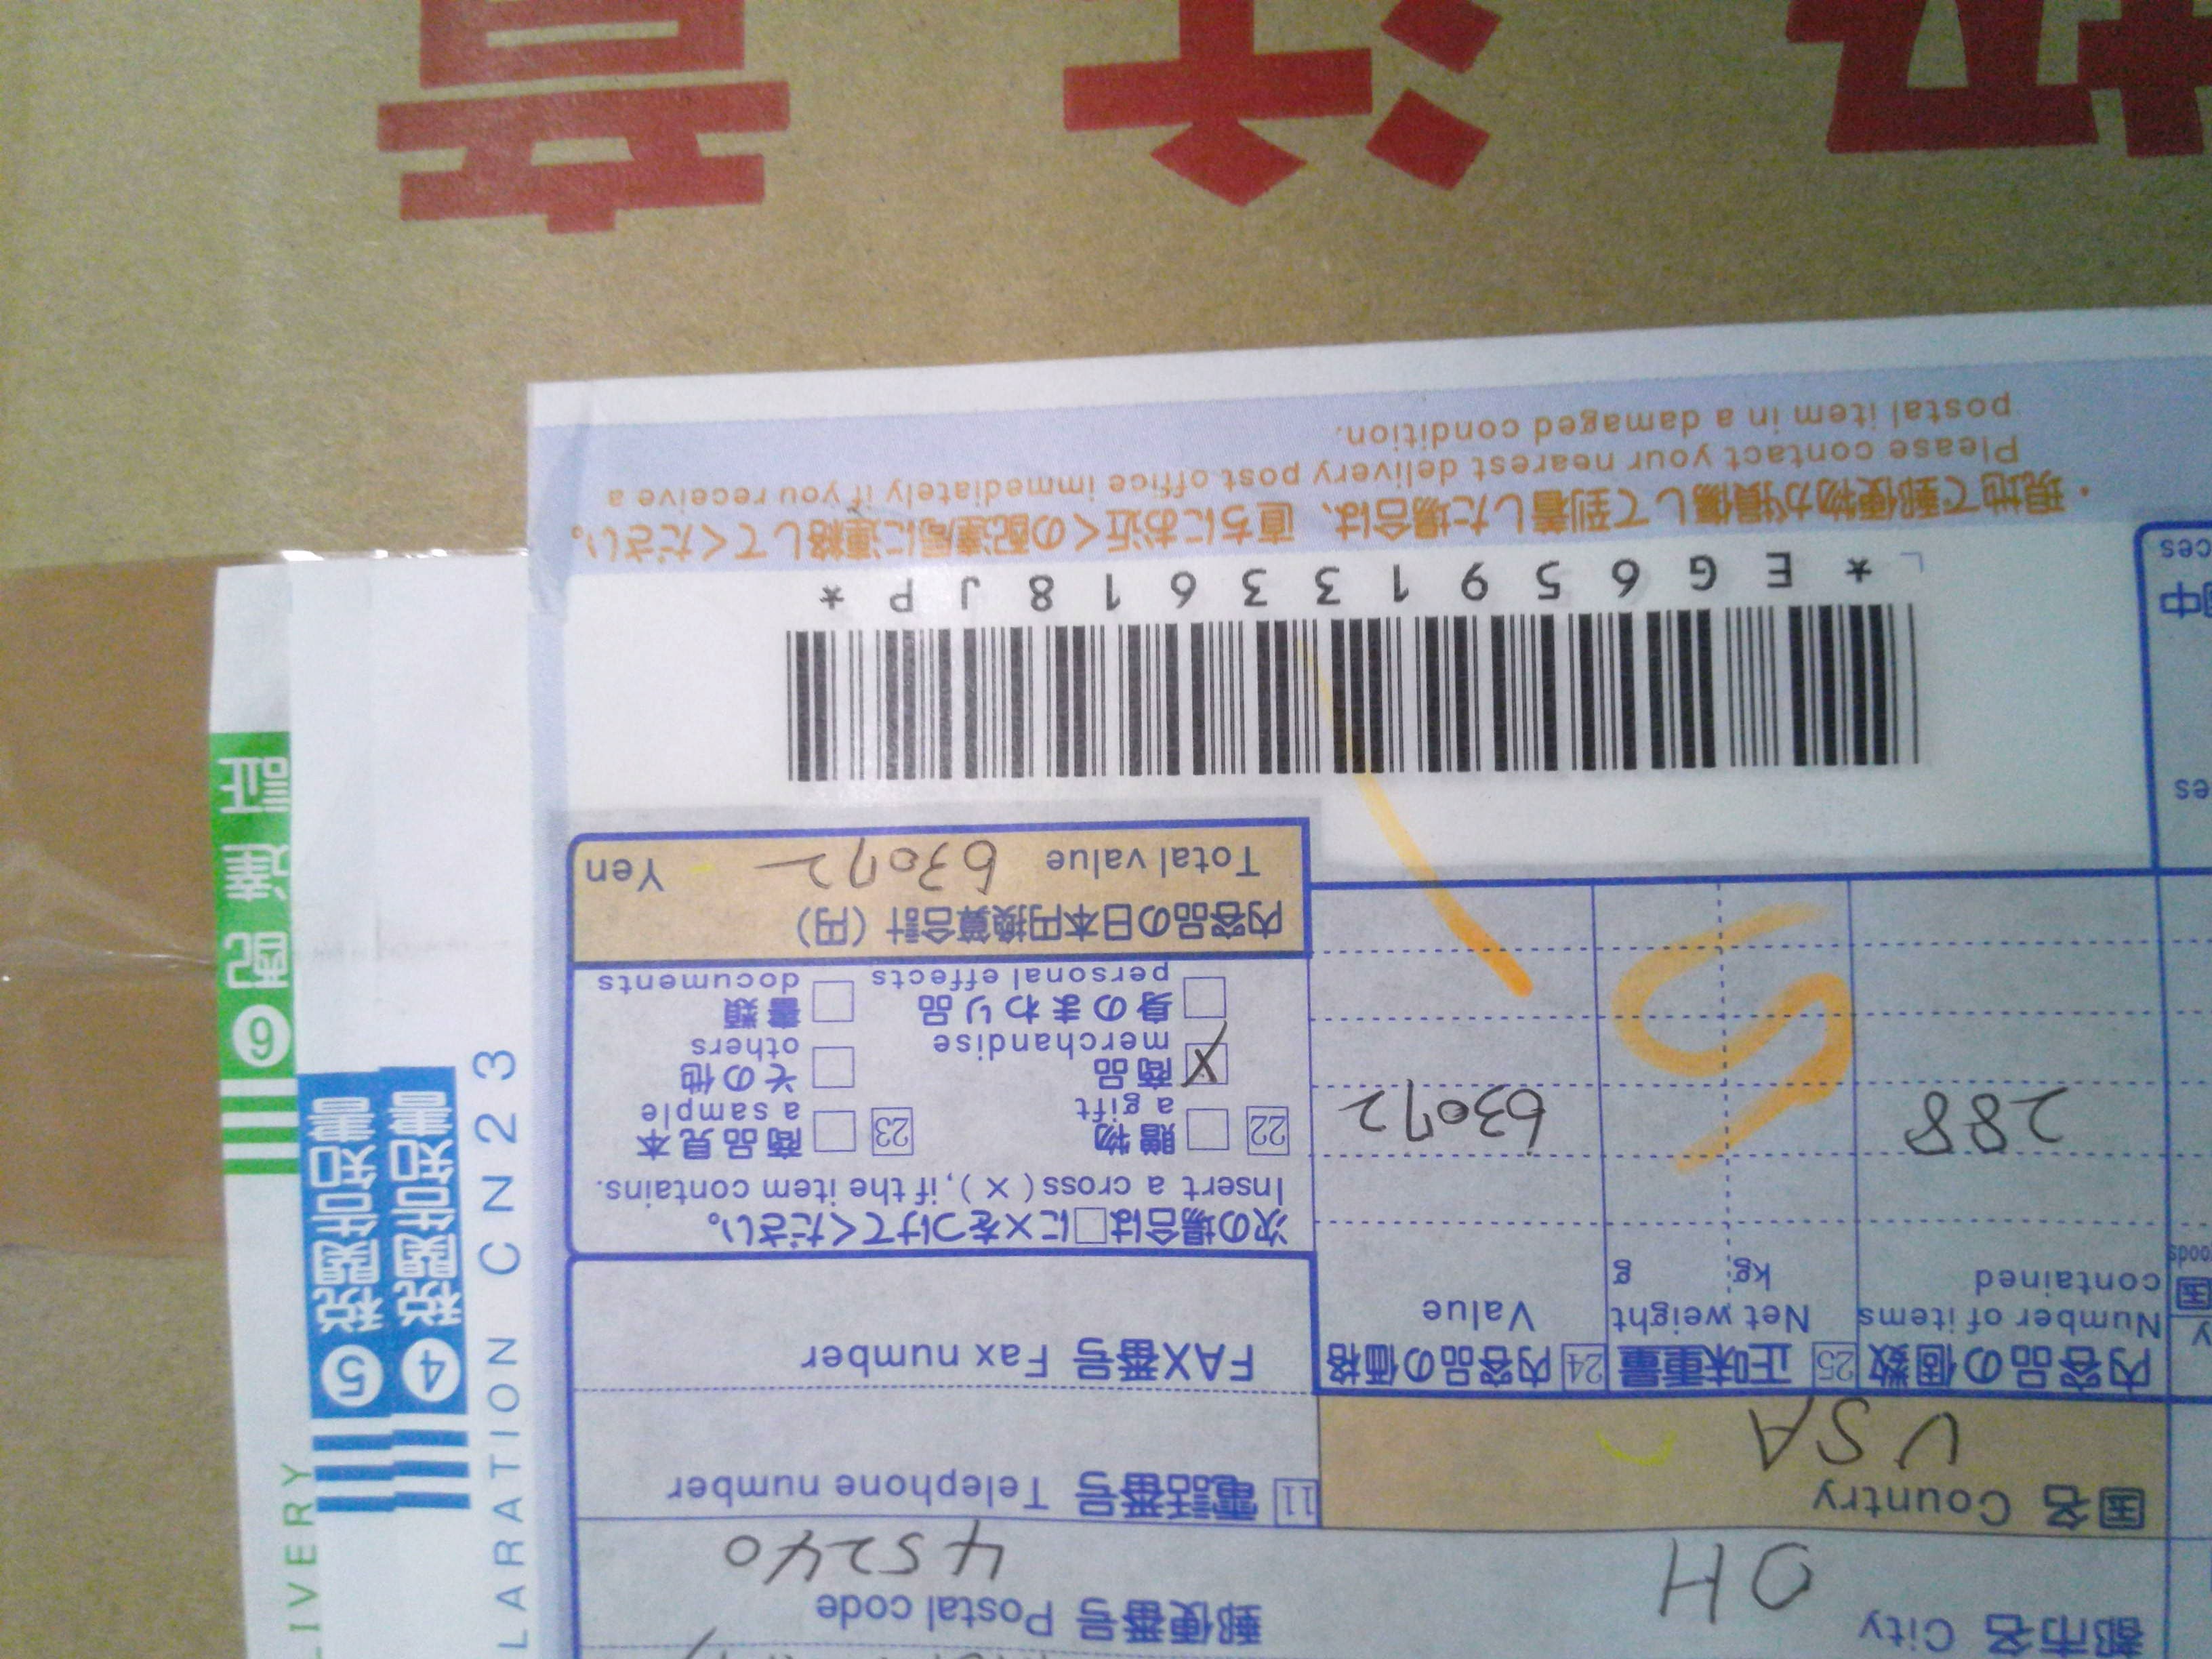 都市名 City
OH
郵便番号 Postal code
45240
国名 Country
USA
11 電話番号 Telephone number
FAX番号 Fax number
内容品の個数
Number of items
contained
25 正味重量
Net weight
kg g
24 内容品の価格
Value
288
63072
次の場合は□に×をつけてください。
Insert a cross (×), if the item contains.
22 贈物
a gift
23 商品見本
a sample
X 商品
merchandise
その他
others
身のまわり品
personal effects
書類
documents
内容品の日本円換算合計(円)
Total value 63072 Yen
* E G 6 5 9 1 3 3 6 1 8 J P *
・現地で郵便物が損傷して到着した場合は、直ちにお近くの配達局に連絡してください。
Please contact your nearest delivery post office immediately if you receive a
postal item in a damaged condition.
LARATION CN23
4 税関告知書
5 税関告知書
LIVERY
6 配達証